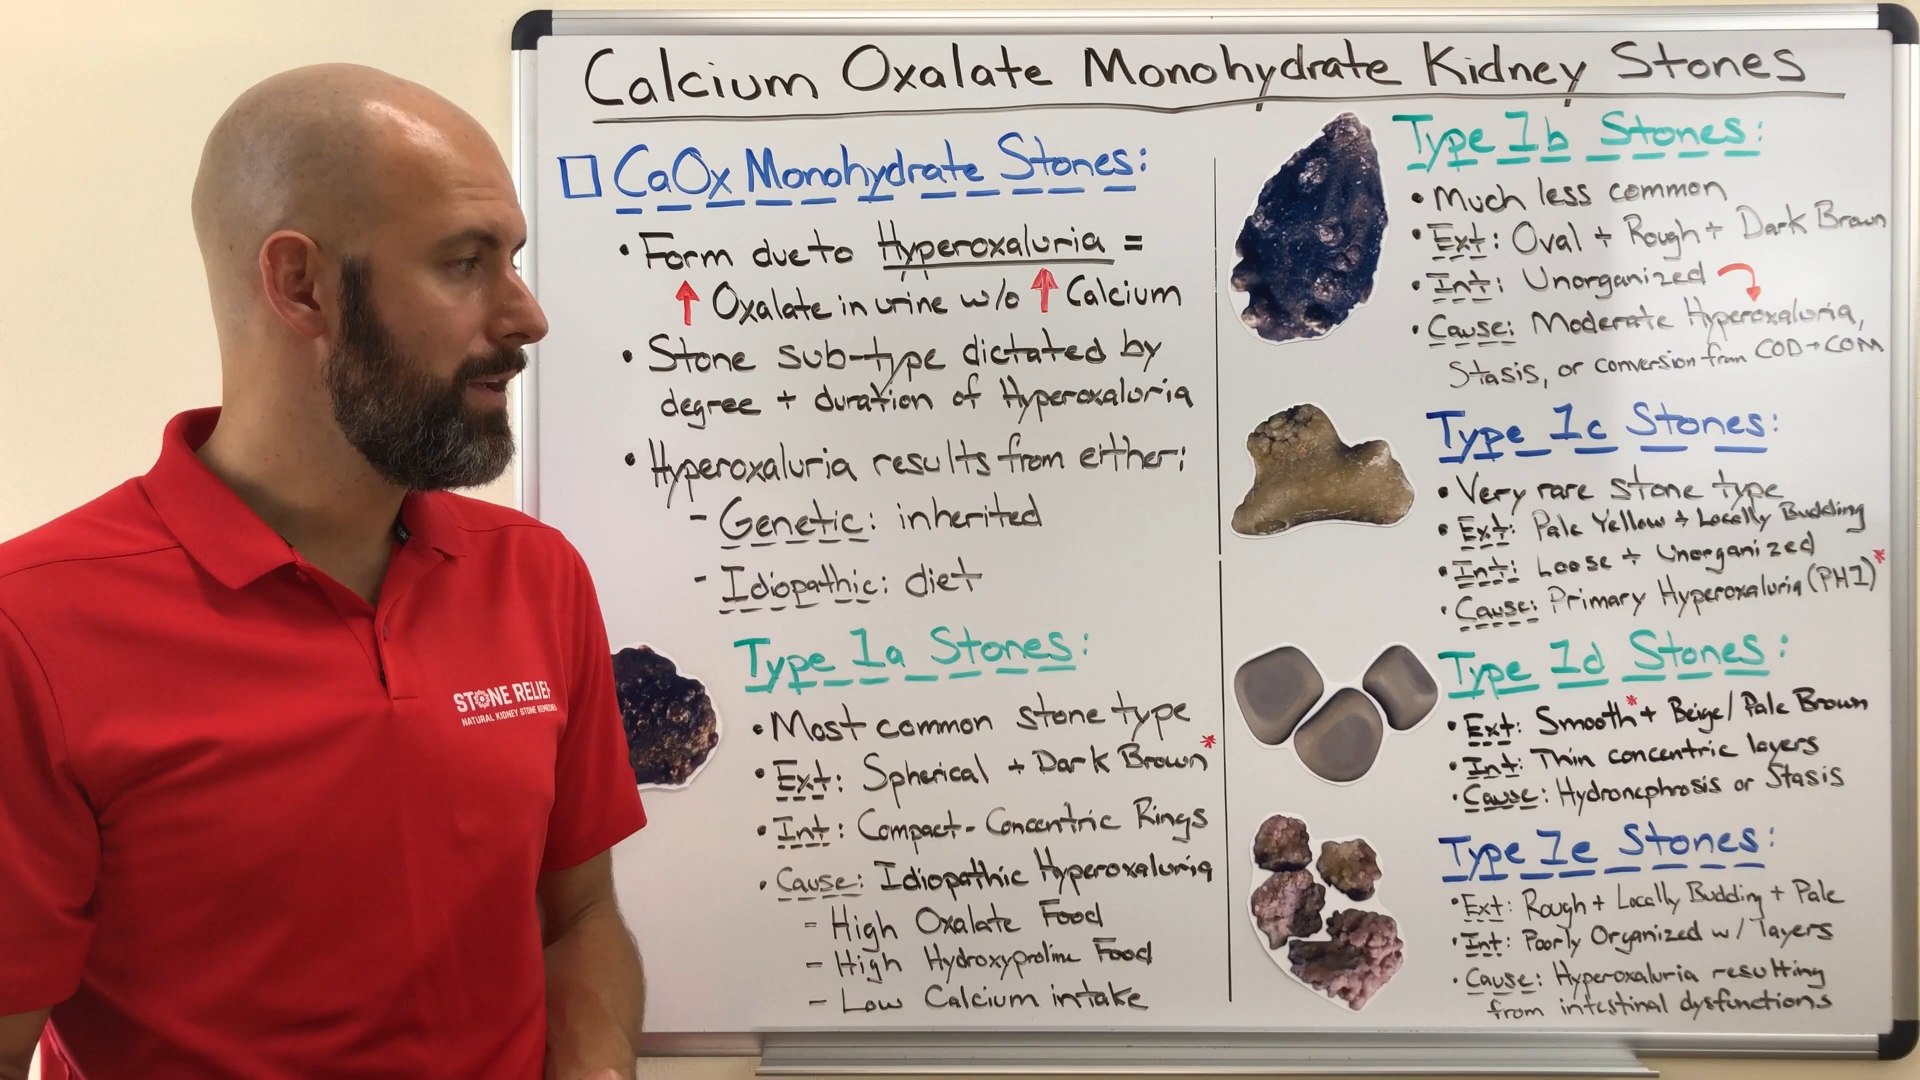 Calcium Oxalate Monohydrate Kidney Stones
CaOx Monohydrate Stones:
• Form due to Hyperoxaluria =
↑ Oxalate in urine w/o ↑ Calcium
• Stone sub-type dictated by
degree + duration of Hyperoxaluria
• Hyperoxaluria results from either:
- Genetic: inherited
- Idiopathic: diet
Type 1a Stones:
• Most common stone type
• Ext: Spherical + Dark Brown*
• Int: Compact-Concentric Rings
• Cause: Idiopathic Hyperoxaluria
- High Oxalate Food
- High Hydroxyproline Food
- Low Calcium intake
Type 1b Stones:
• Much less common
• Ext: Oval + Rough + Dark Brown
• Int: Unorganized
• Cause: Moderate Hyperoxaluria,
Stasis, or conversion from COD→COM
Type 1c Stones:
• Very rare stone type
• Ext: Pale Yellow + Locally Budding
• Int: Loose + Unorganized
• Cause: Primary Hyperoxaluria (PH1)*
Type 1d Stones:
• Ext: Smooth* + Beige/Pale Brown
• Int: Thin concentric layers
• Cause: Hydronephrosis or Stasis
Type 1e Stones:
• Ext: Rough + Locally Budding + Pale
• Int: Poorly Organized w/ layers
• Cause: Hyperoxaluria resulting
from intestinal dysfunctions
STONE RELIEF
NATURAL KIDNEY STONE REMEDIES